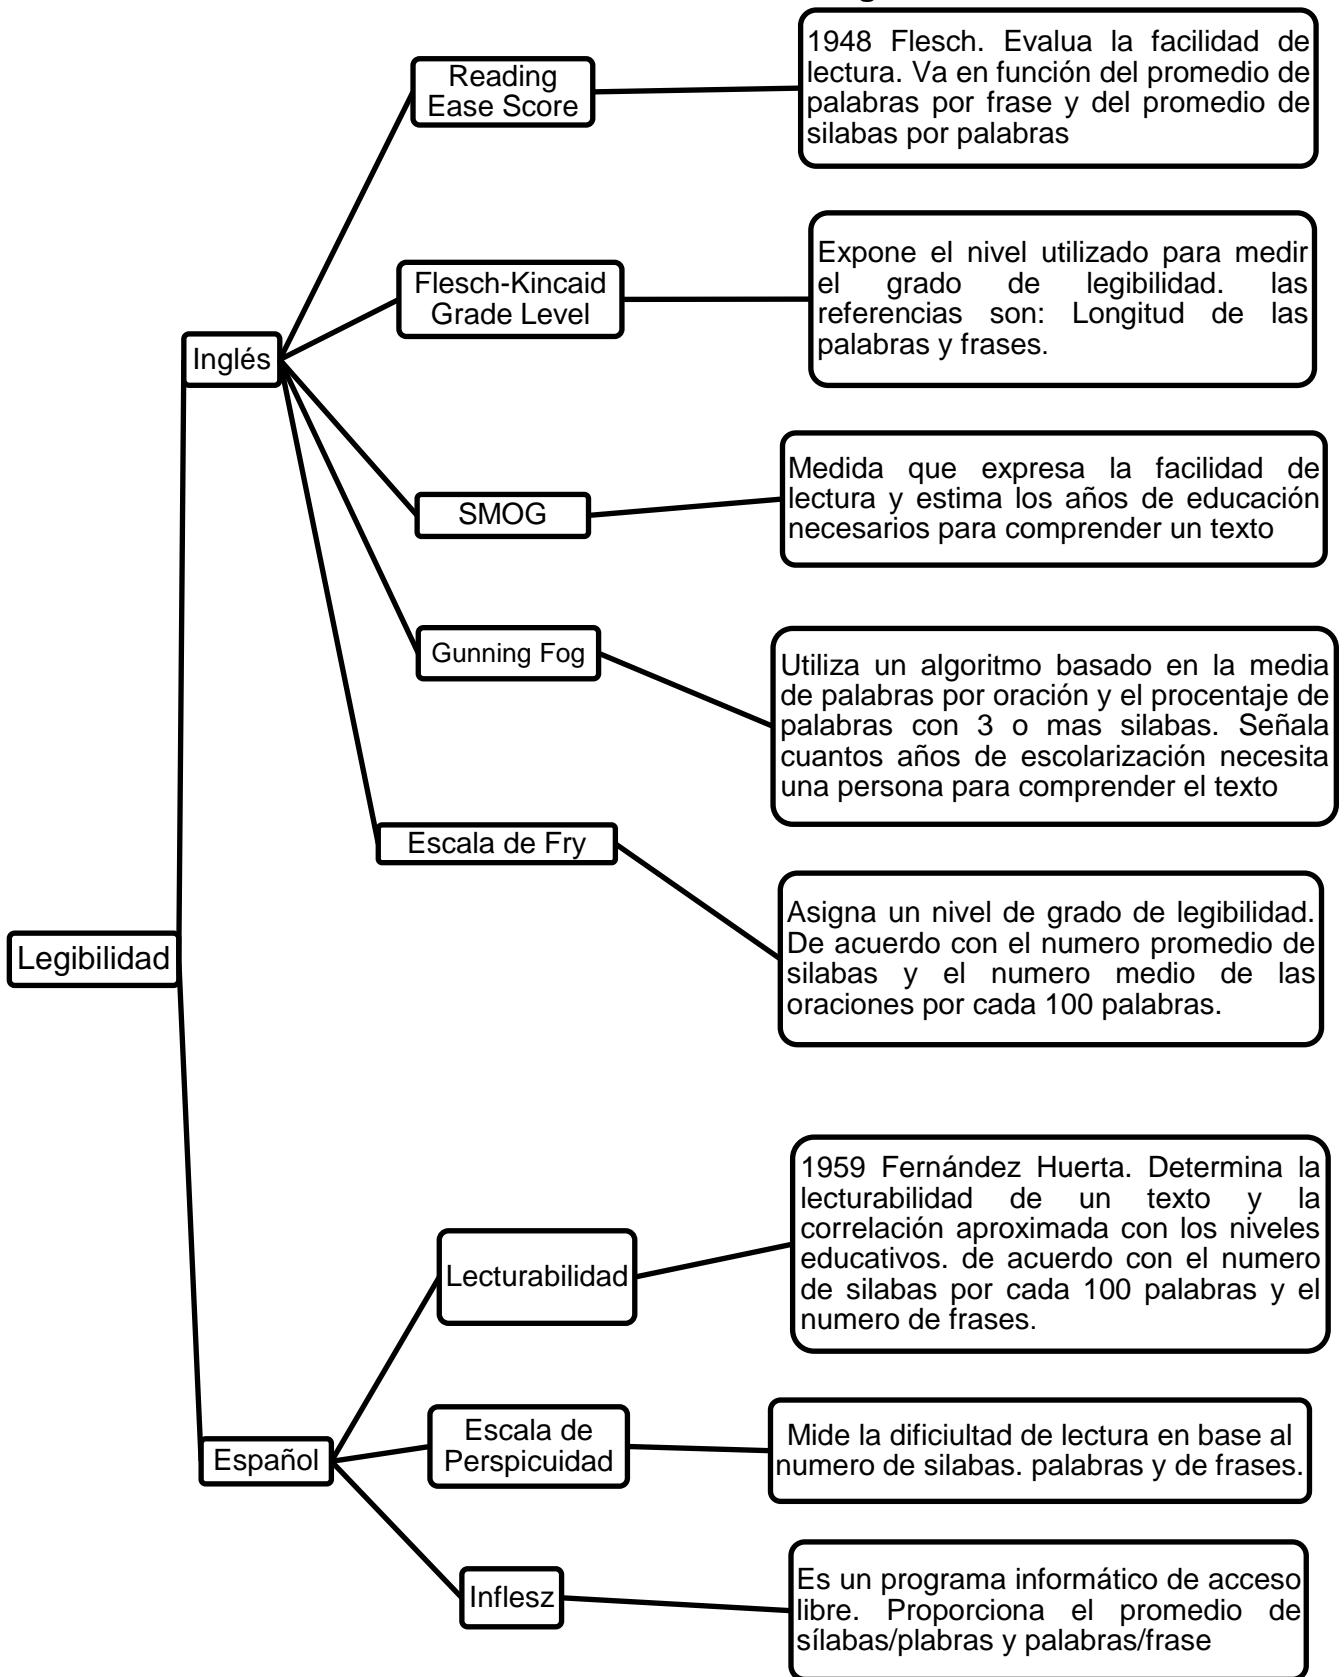 1948 Flesch. Evalua la facilidad de
lectura. Va en función del promedio de
palabras por frase y del promedio de
silabas por palabras
Reading
Ease Score
Expone el nivel utilizado para medir
el grado de legibilidad. las
referencias son: Longitud de las
palabras y frases.
Flesch-Kincaid
Grade Level
Inglés
Medida que expresa la facilidad de
lectura y estima los años de educación
necesarios para comprender un texto
SMOG
Gunning Fog
Utiliza un algoritmo basado en la media
de palabras por oración y el procentaje de
palabras con 3 o mas silabas. Señala
cuantos años de escolarización necesita
una persona para comprender el texto
Escala de Fry
Asigna un nivel de grado de legibilidad.
De acuerdo con el numero promedio de
silabas y el numero medio de las
oraciones por cada 100 palabras.
Legibilidad
1959 Fernández Huerta. Determina la
lecturabilidad de un texto y la
correlación aproximada con los niveles
educativos. de acuerdo con el numero
de silabas por cada 100 palabras y el
numero de frases.
Lecturabilidad
Escala de
Perspicuidad
Mide la dificiultad de lectura en base al
numero de silabas. palabras y de frases.
Español
Inflesz
Es un programa informático de acceso
libre. Proporciona el promedio de
sílabas/plabras y palabras/frase